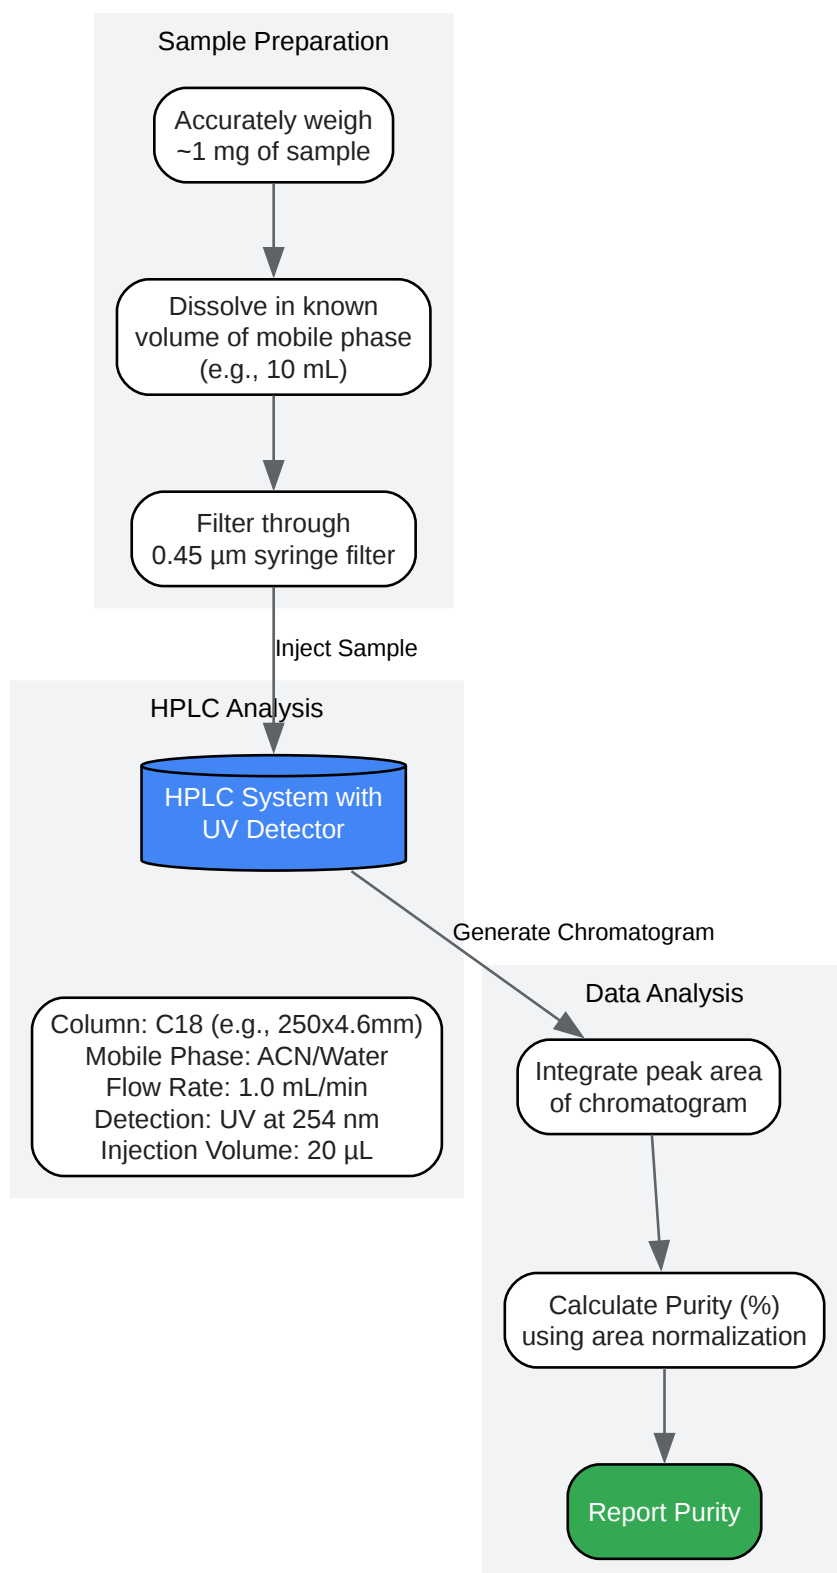 Sample Preparation
Accurately weigh
~1 mg of sample
Dissolve in known
volume of mobile phase
(e.g., 10 mL)
Filter through
0.45 µm syringe filter
Inject Sample
HPLC Analysis
HPLC System with
UV Detector
Generate Chromatogram
Column: C18 (e.g., 250x4.6mm)
Mobile Phase: ACN/Water
Flow Rate: 1.0 mL/min
Detection: UV at 254 nm
Injection Volume: 20 µL
Data Analysis
Integrate peak area
of chromatogram
Calculate Purity (%)
using area normalization
Report Purity